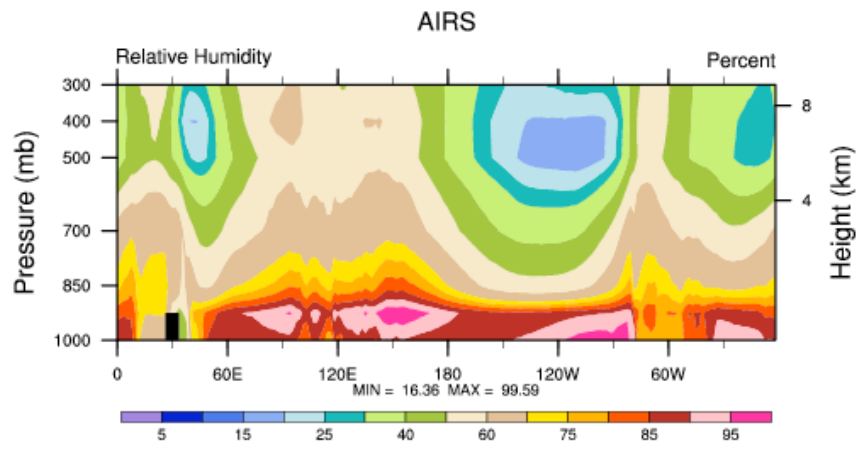 AIRS
Relative Humidity Percent
300
400
500
700
850
1000
Pressure (mb)
8
4
Height (km)
0 60E 120E 180 120W 60W
MIN = 16.36 MAX = 99.59
5 15 25 40 60 75 85 95